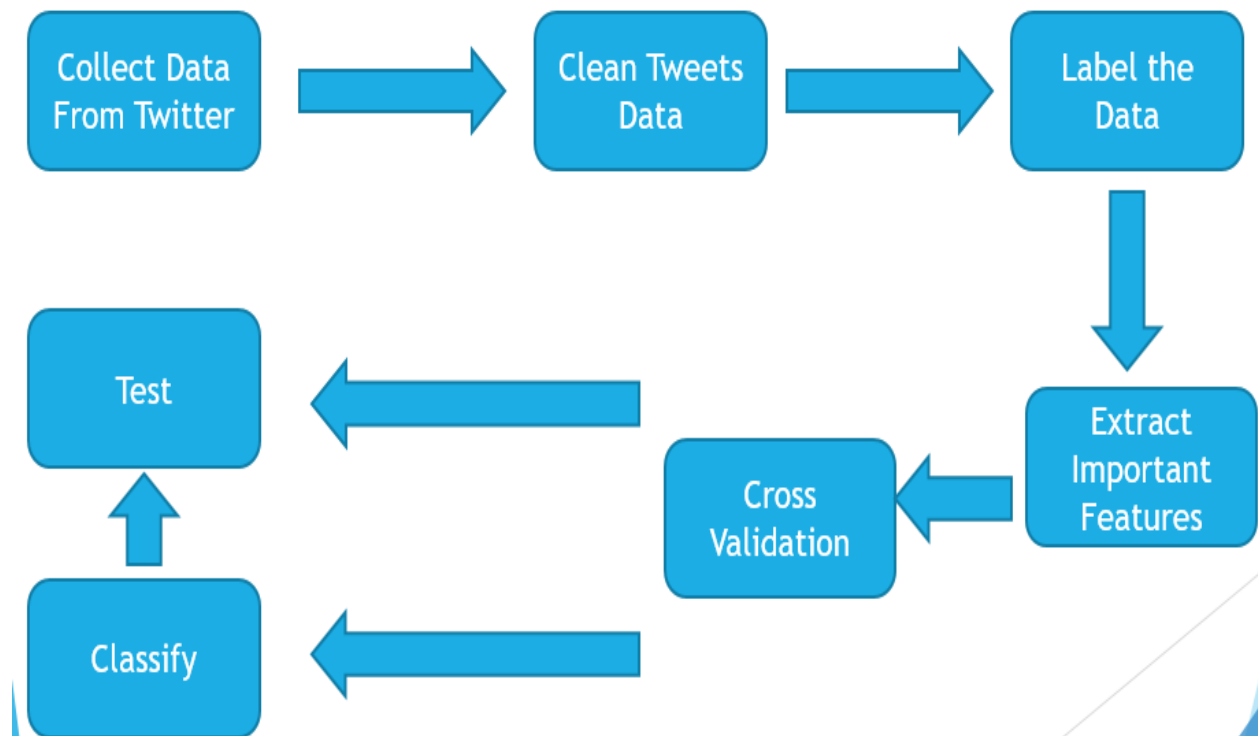 Collect Data
From Twitter
Clean Tweets
Data
Label the
Data
Extract
Important
Features
Cross
Validation
Test
Classify